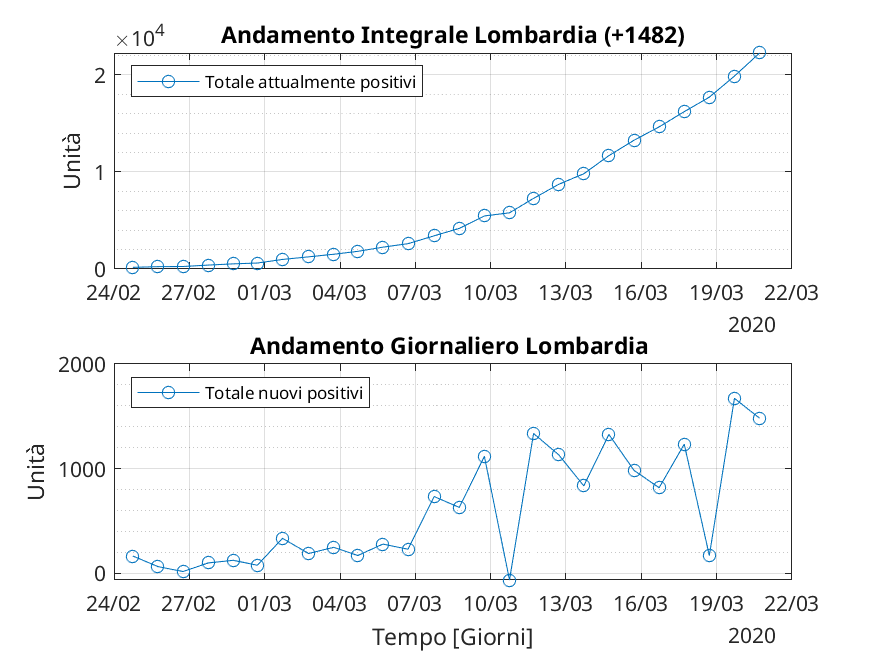 Andamento Integrale Lombardia (+1482)
×10⁴
Totale attualmente positivi
2
1
0
Unità
24/02 27/02 01/03 04/03 07/03 10/03 13/03 16/03 19/03 22/03
2020
Andamento Giornaliero Lombardia
Totale nuovi positivi
2000
1000
0
Unità
24/02 27/02 01/03 04/03 07/03 10/03 13/03 16/03 19/03 22/03
Tempo [Giorni]
2020